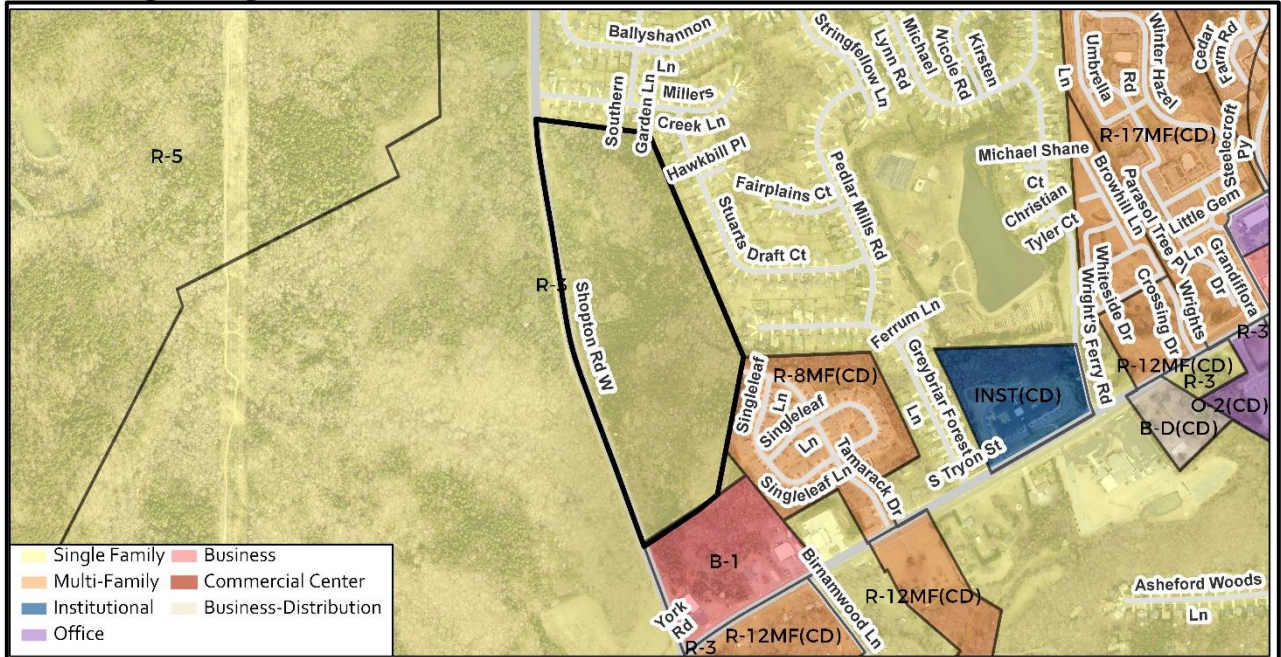 Ballyshannon
Ln
Southern
Garden Ln
Millers
Creek Ln
Hawkbill Pl
Stringfellow Ln
Lynn Rd
Michael
Nicole Rd
Kirsten
Ln
Umbrella
Rd
Winter Hazel
Cedar
Farm Rd
R-5
R-17MF(CD)
Fairplains Ct
Pedlar Mills Rd
Stuarts Draft Ct
Michael Shane
Ct
Christian
Tyler Ct
Brownhill Ln
Parasol Tree Pl
Steelecroft
Py
Little Gem
Ln
Grandiflora
Dr
R-3
Shopton Rd W
Ferrum Ln
Greybriar Forest
Ln
Wright'S Ferry Rd
Whiteside Dr
Crossing Dr
Wrights
R-3
R-12MF(CD)
R-3
O-2(CD)
B-D(CD)
R-8MF(CD)
Singleleaf
Ln
Singleleaf
Ln
Singleleaf Ln
Tamarack Dr
INST(CD)
S Tryon St
B-1
Birnamwood Ln
York
Rd
R-3
R-12MF(CD)
R-12MF(CD)
Asheford Woods
Ln
Single Family
Business
Multi-Family
Commercial Center
Institutional
Business-Distribution
Office